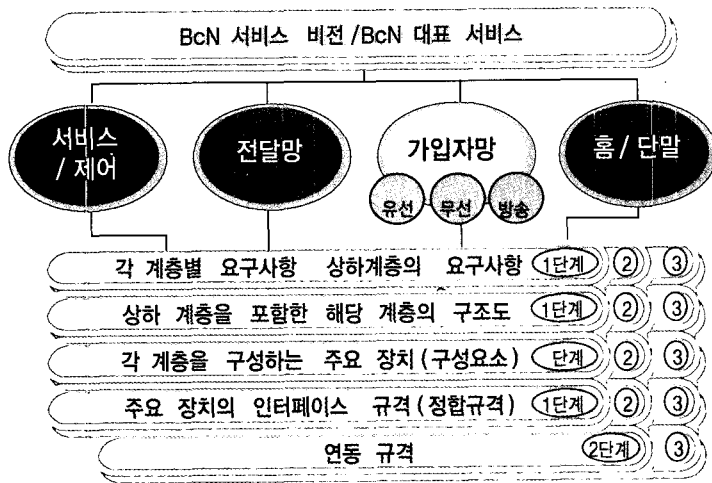 BcN 서비스 비전/BcN 대표 서비스
서비스
/ 제어
전달망
가입자망
홈/단말
유선 무선 방송
각 계층별 요구사항 상하계층의 요구사항 1단계 2 3
상하 계층을 포함한 해당 계층의 구조도 1단계 2 3
각 계층을 구성하는 주요 장치(구성요소) 단계 2 3
주요 장치의 인터페이스 규격(정합규격) 1단계 2 3
연동 규격 2단계 3